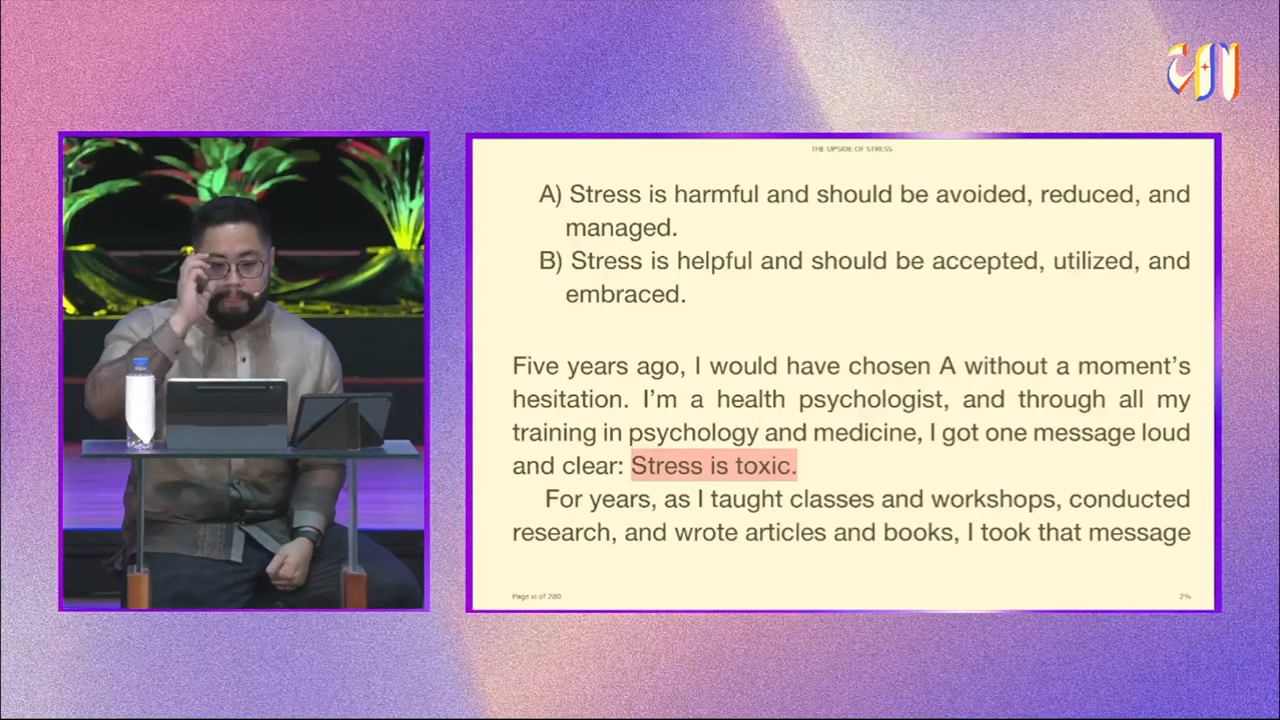 THE UPSIDE OF STRESS
A) Stress is harmful and should be avoided, reduced, and
managed.
B) Stress is helpful and should be accepted, utilized, and
embraced.
Five years ago, I would have chosen A without a moment’s
hesitation. I’m a health psychologist, and through all my
training in psychology and medicine, I got one message loud
and clear: Stress is toxic.
For years, as I taught classes and workshops, conducted
research, and wrote articles and books, I took that message
Page xi of 280
2%